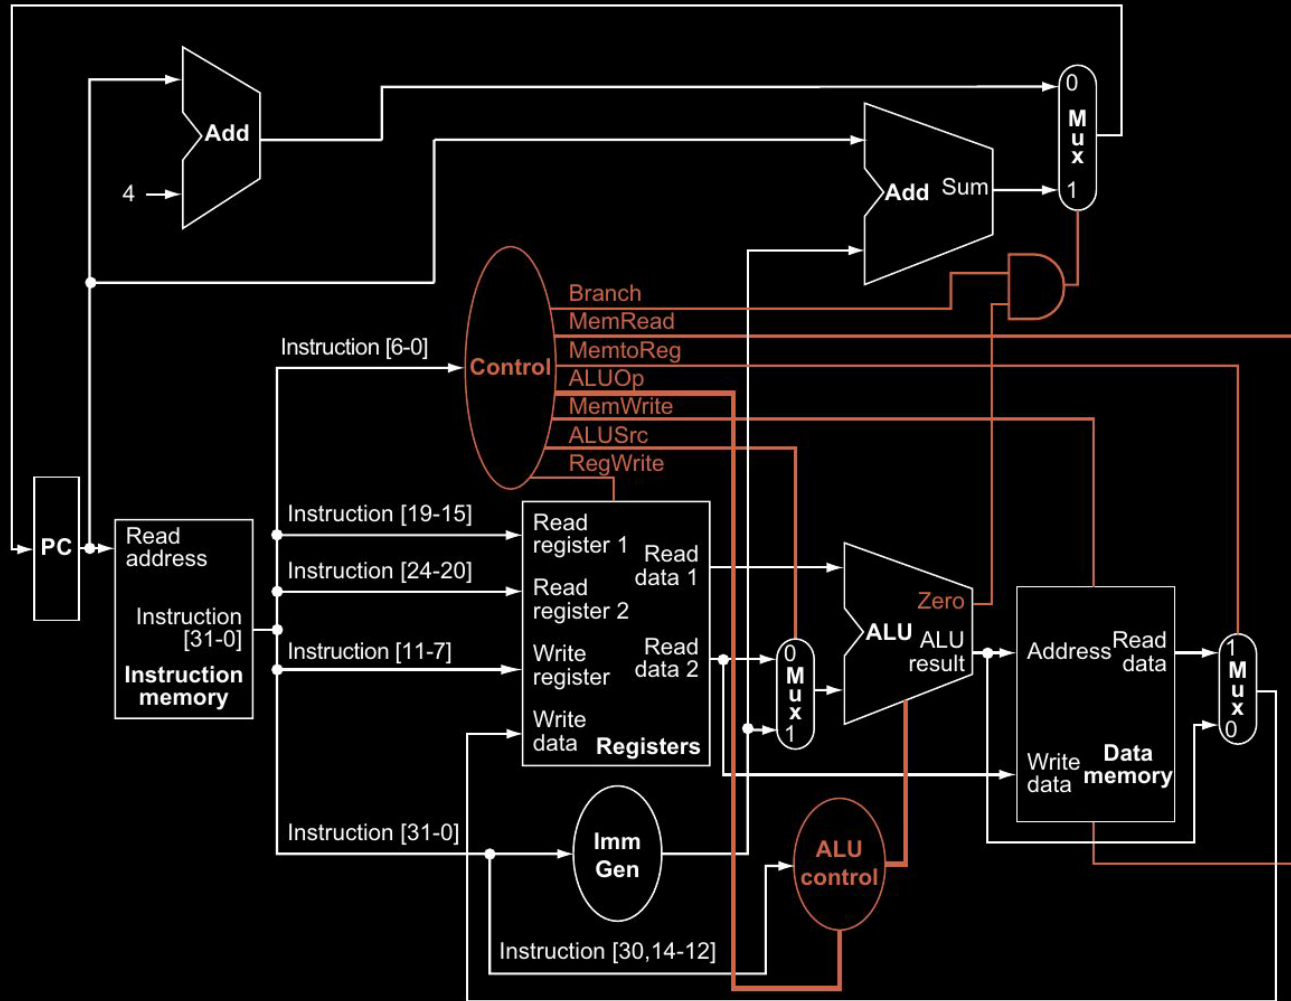 0
M
u
x
1
Add
4
Add
Sum
Branch
MemRead
MemtoReg
ALUOp
MemWrite
ALUSrc
RegWrite
Control
Instruction [6-0]
PC
Read
address
Instruction
[31-0]
Instruction
memory
Instruction [19-15]
Instruction [24-20]
Instruction [11-7]
Instruction [31-0]
Read
register 1
Read
register 2
Write
register
Write
data
Read
data 1
Read
data 2
Registers
0
M
u
x
1
Zero
ALU
ALU
result
Address
Read
data
Write
data
Data
memory
1
M
u
x
0
Imm
Gen
ALU
control
Instruction [30,14-12]